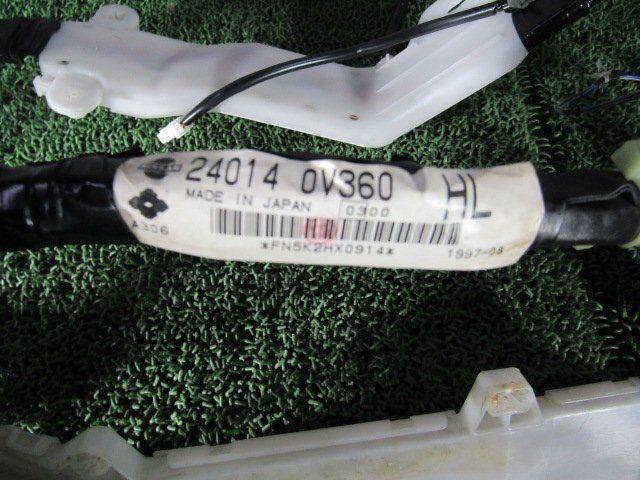 24014 0V360 HL
MADE IN JAPAN 0300
A306
*FN5K2HX0914*
1997-08